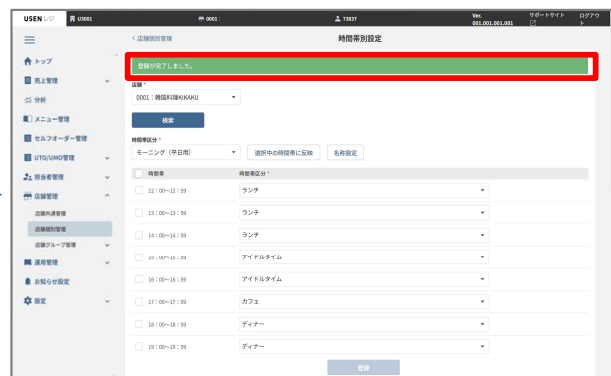 USEN レジ
U3001
0001：
73837
Ver.
001.001.001.001
サポートサイト
ログアウト
店舗個別管理
時間帯別設定
トップ
売上管理
分析
メニュー管理
セルフオーダー管理
UTO/UMO管理
担当者管理
店舗管理
店舗共通管理
店舗個別管理
店舗グループ管理
運用管理
お知らせ設定
設定
登録が完了しました。
店舗 *
0001：韓国料理KIKAKU
検索
時間帯区分 *
モーニング（平日用）
選択中の時間帯に反映
名称設定
時間帯
時間帯区分 *
12：00～12：59
ランチ
13：00～13：59
ランチ
14：00～14：59
ランチ
15：00～15：59
アイドルタイム
16：00～16：59
アイドルタイム
17：00～17：59
カフェ
18：00～18：59
ディナー
19：00～19：59
ディナー
登録